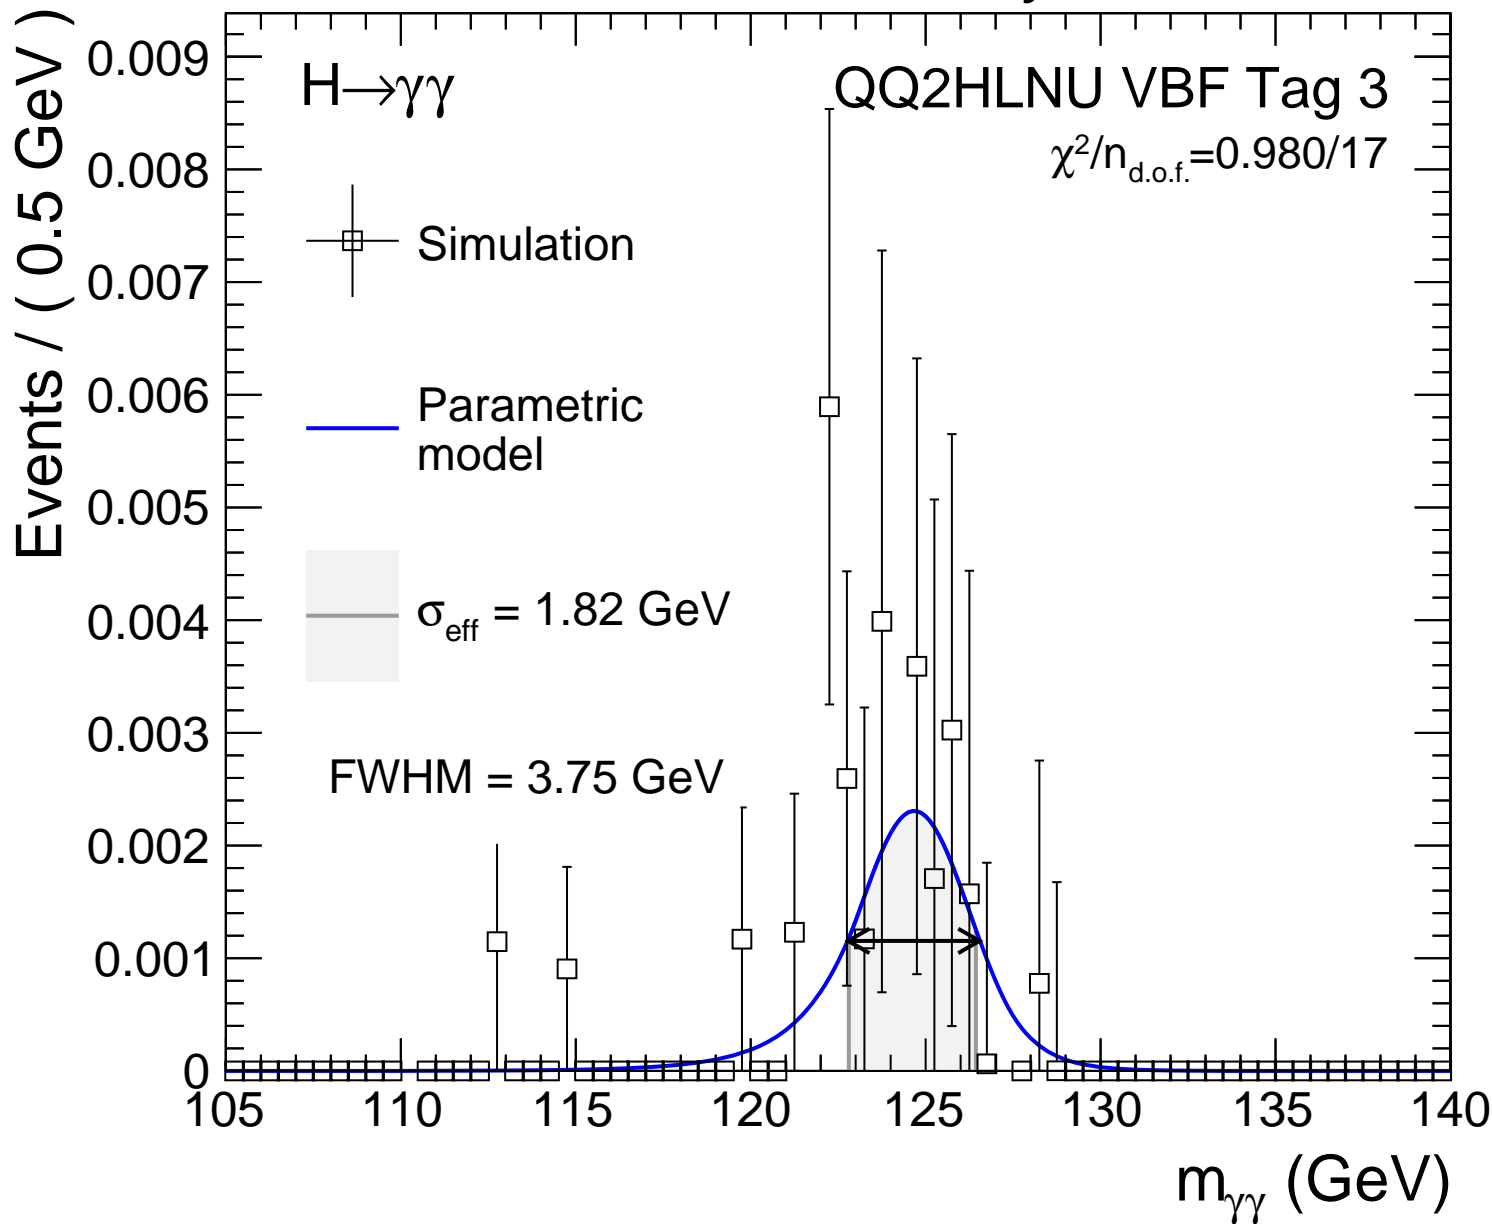 H→γγ
QQ2HLNU VBF Tag 3
χ²/n_d.o.f.=0.980/17
Simulation
Parametric
model
σ_eff = 1.82 GeV
FWHM = 3.75 GeV
Events / ( 0.5 GeV )
0.009
0.008
0.007
0.006
0.005
0.004
0.003
0.002
0.001
0
105 110 115 120 125 130 135 140
m_γγ (GeV)